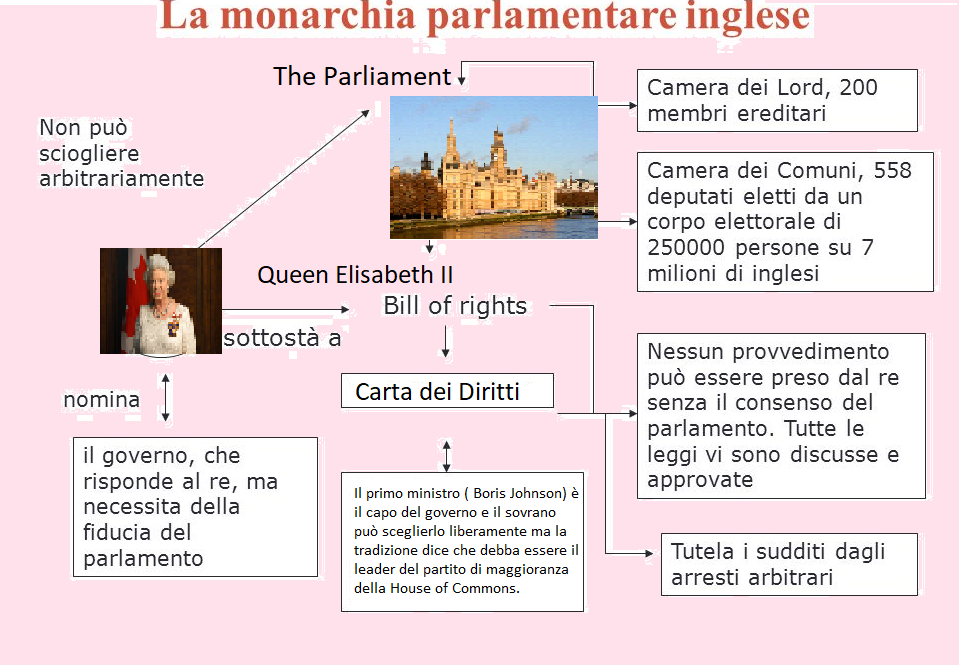 La monarchia parlamentare inglese
The Parliament
Camera dei Lord, 200
membri ereditari
Non può
sciogliere
arbitrariamente
Camera dei Comuni, 558
deputati eletti da un
corpo elettorale di
250000 persone su 7
milioni di inglesi
Queen Elisabeth II
Bill of rights
sottostà a
Nessun provvedimento
può essere preso dal re
senza il consenso del
parlamento. Tutte le
leggi vi sono discusse e
approvate
Carta dei Diritti
nomina
il governo, che
risponde al re, ma
necessita della
fiducia del
parlamento
Il primo ministro ( Boris Johnson) è
il capo del governo e il sovrano
può sceglierlo liberamente ma la
tradizione dice che debba essere il
leader del partito di maggioranza
della House of Commons.
Tutela i sudditi dagli
arresti arbitrari